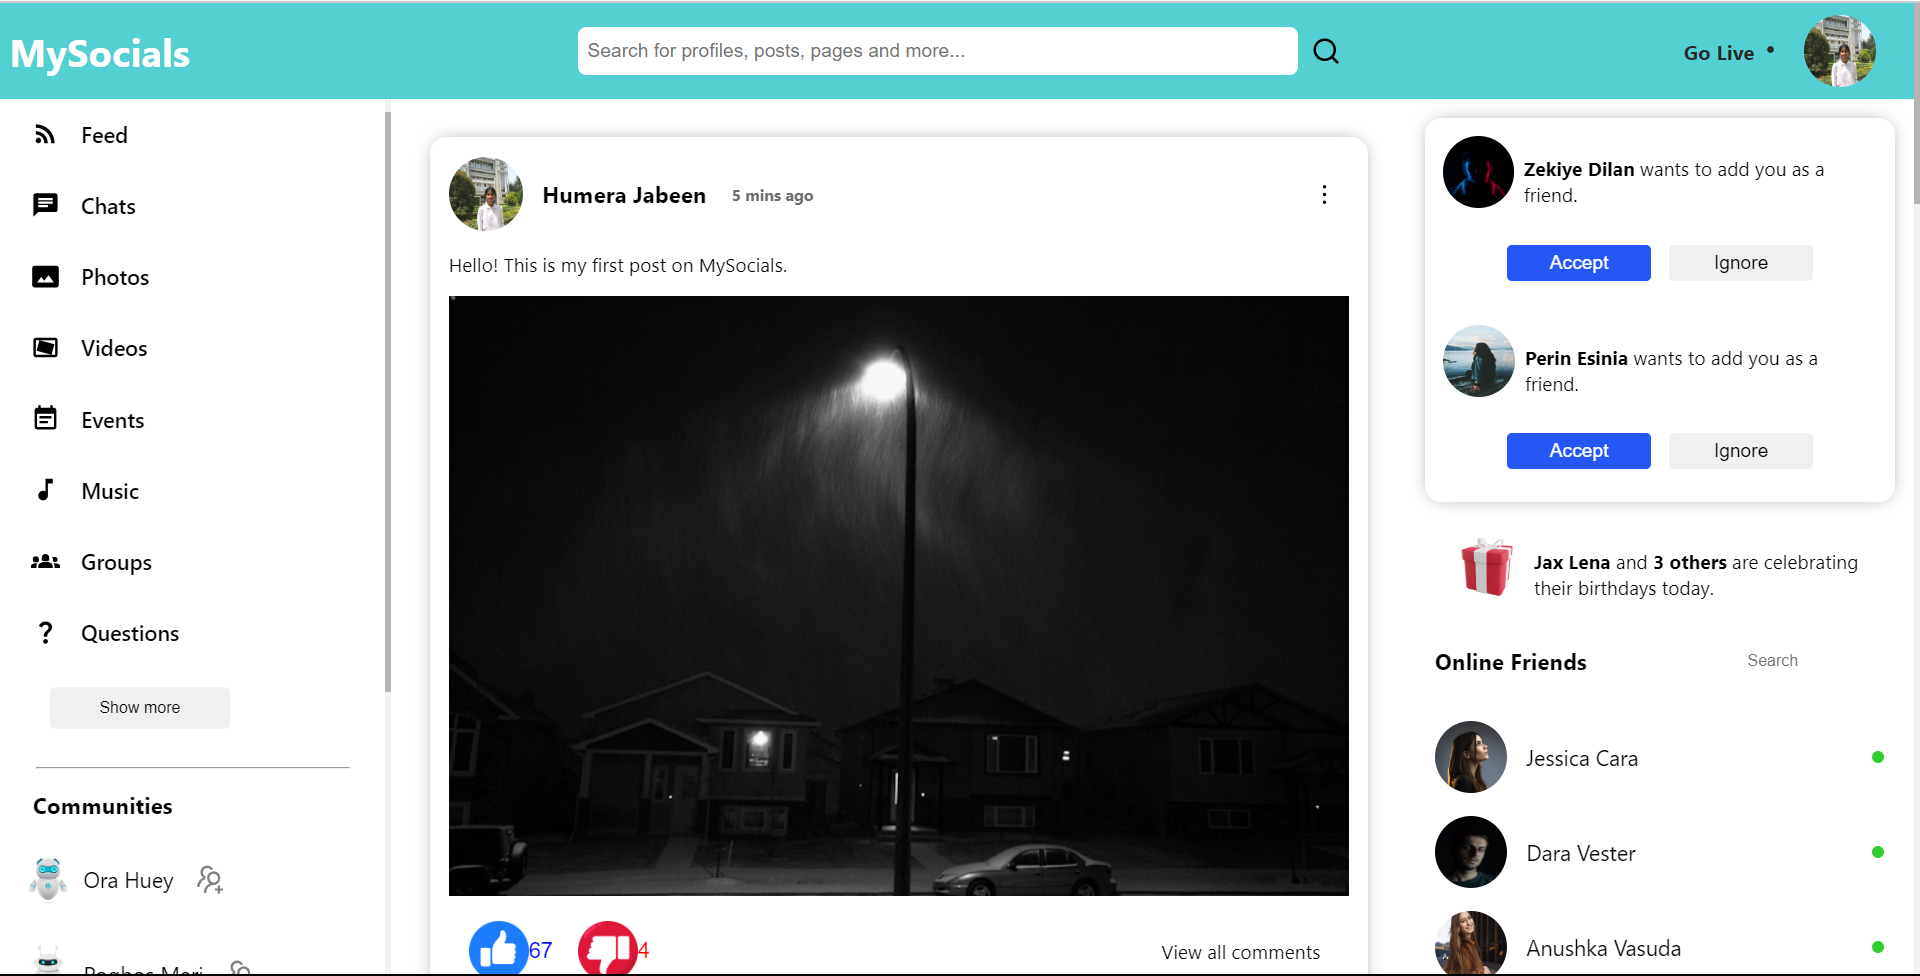 MySocials
Search for profiles, posts, pages and more...
Go Live
Feed
Chats
Photos
Videos
Events
Music
Groups
Questions
Show more
Communities
Ora Huey
Humera Jabeen 5 mins ago
Hello! This is my first post on MySocials.
67
4
View all comments
Zekiye Dilan wants to add you as a
friend.
Accept Ignore
Perin Esinia wants to add you as a
friend.
Accept Ignore
Jax Lena and 3 others are celebrating
their birthdays today.
Online Friends Search
Jessica Cara
Dara Vester
Anushka Vasuda